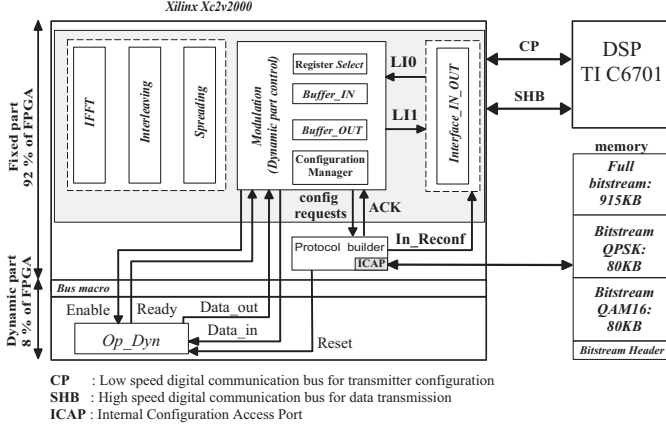 Xilinx Xc2v2000
Fixed part
92 % of FPGA
Dynamic part
8 % of FPGA
IFFT
Interleaving
Spreading
Modulation
(Dynamic part control)
Register Select
Buffer_IN
Buffer_OUT
Configuration
Manager
LI0
LI1
Interface_IN_OUT
CP
SHB
DSP
TI C6701
memory
Full
bitstream:
915KB
Bitstream
QPSK:
80KB
Bitstream
QAM16:
80KB
Bitstream Header
config
requests
ACK
Protocol builder
ICAP
In_Reconf
Bus macro
Enable
Ready
Data_out
Data_in
Reset
Op_Dyn
CP : Low speed digital communication bus for transmitter configuration
SHB : High speed digital communication bus for data transmission
ICAP : Internal Configuration Access Port